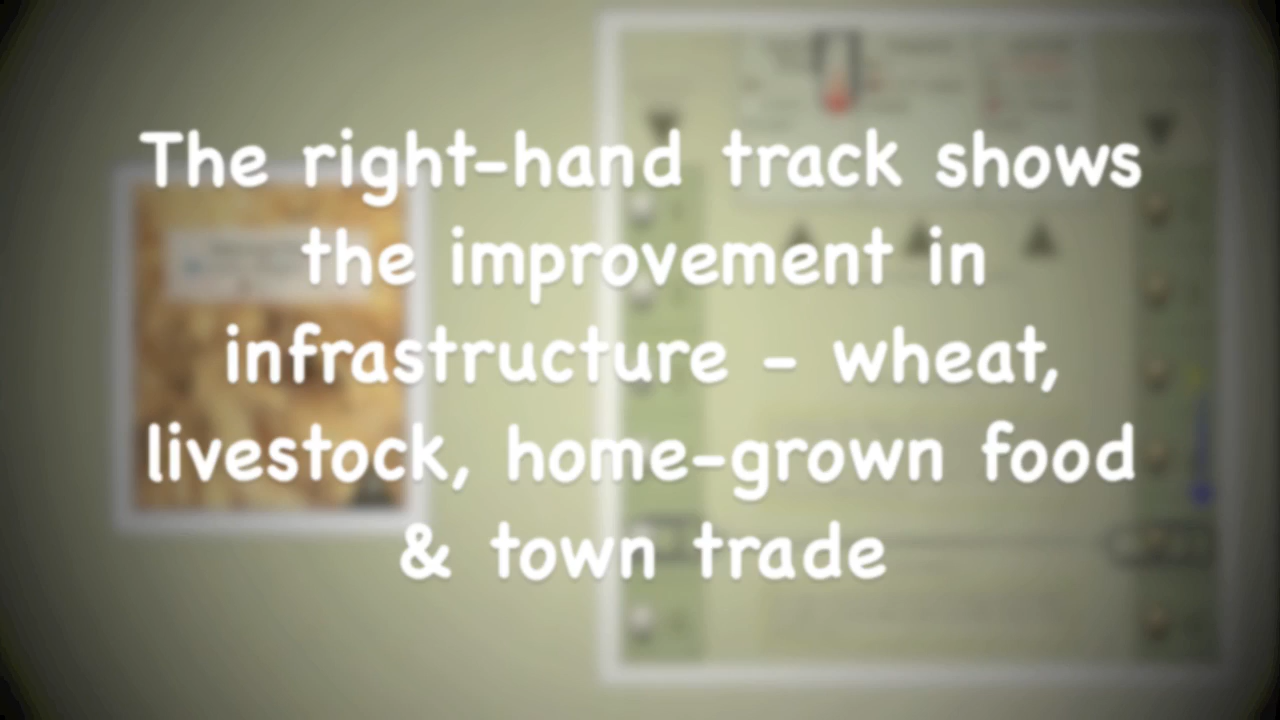 The right-hand track shows
the improvement in
infrastructure - wheat,
livestock, home-grown food
& town trade